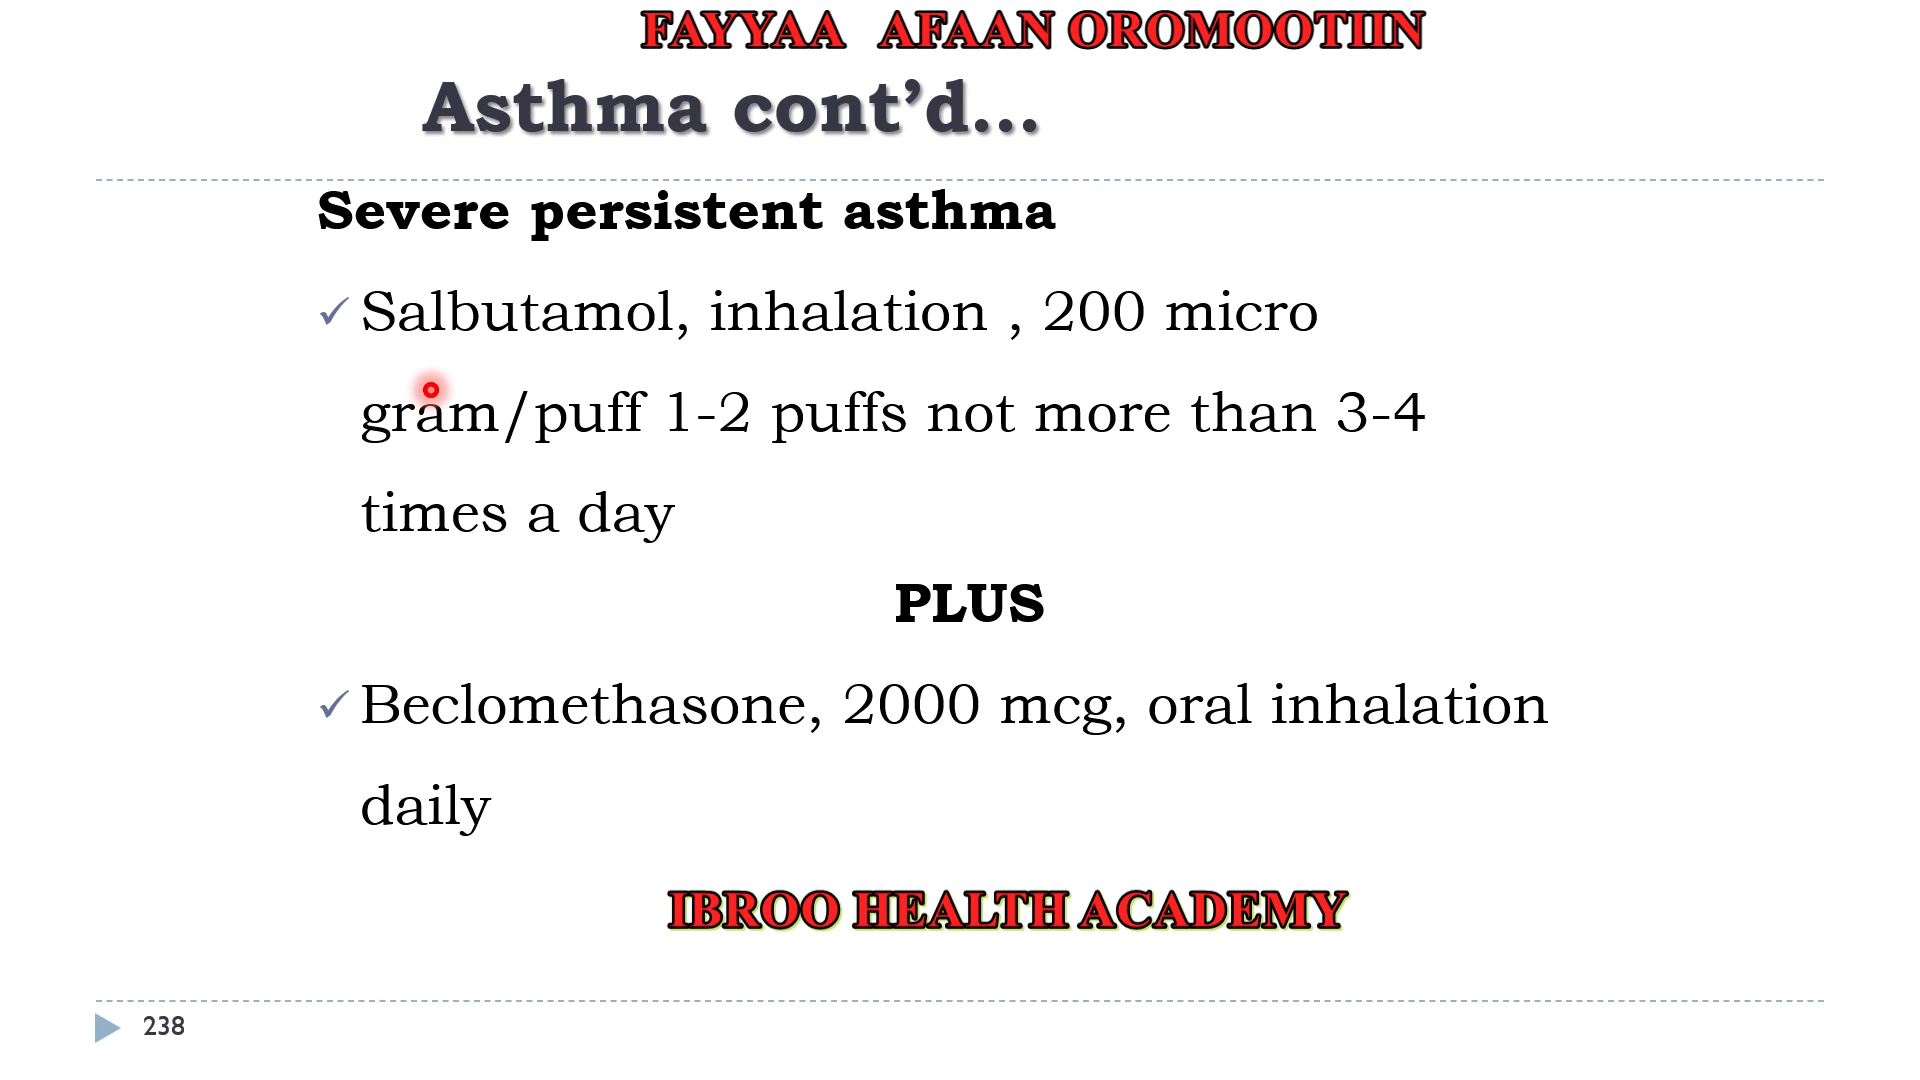 FAYYAA AFAAN OROMOOTIIN
Asthma cont’d…
Severe persistent asthma
✓ Salbutamol, inhalation , 200 micro
gram/puff 1-2 puffs not more than 3-4
times a day
PLUS
✓ Beclomethasone, 2000 mcg, oral inhalation
daily
IBROO HEALTH ACADEMY
238